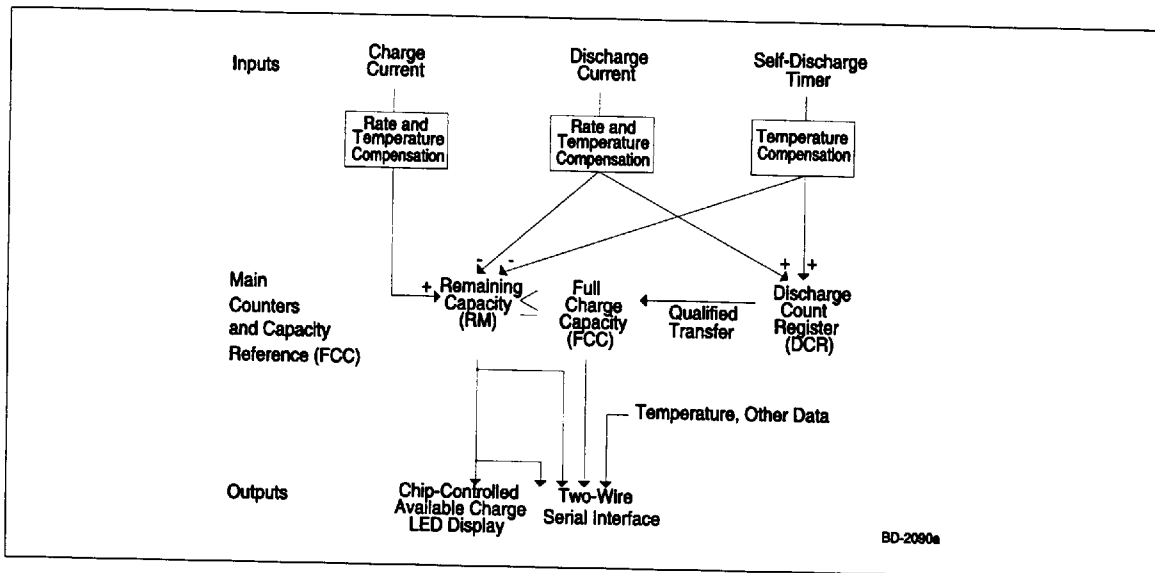 Inputs
Charge
Current
Discharge
Current
Self-Discharge
Timer
Rate and
Temperature
Compensation
Rate and
Temperature
Compensation
Temperature
Compensation
Main
Counters
and Capacity
Reference (FCC)
+
-
-
Remaining
Capacity
(RM)
≤
Full
Charge
Capacity
(FCC)
Qualified
Transfer
+
+
Discharge
Count
Register
(DCR)
Temperature, Other Data
Outputs
Chip-Controlled
Available Charge
LED Display
Two-Wire
Serial Interface
BD-2090a